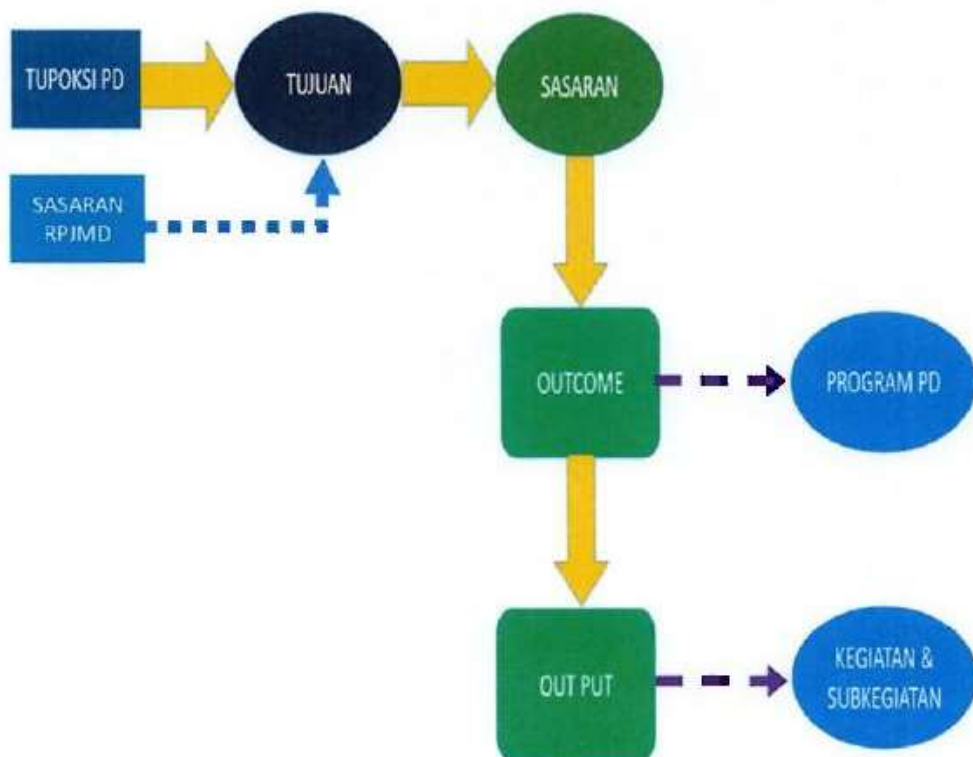 TUPOKSI PD
TUJUAN
SASARAN
SASARAN
RPJMD
OUTCOME
PROGRAM PD
OUT PUT
KEGIATAN &
SUBKEGIATAN